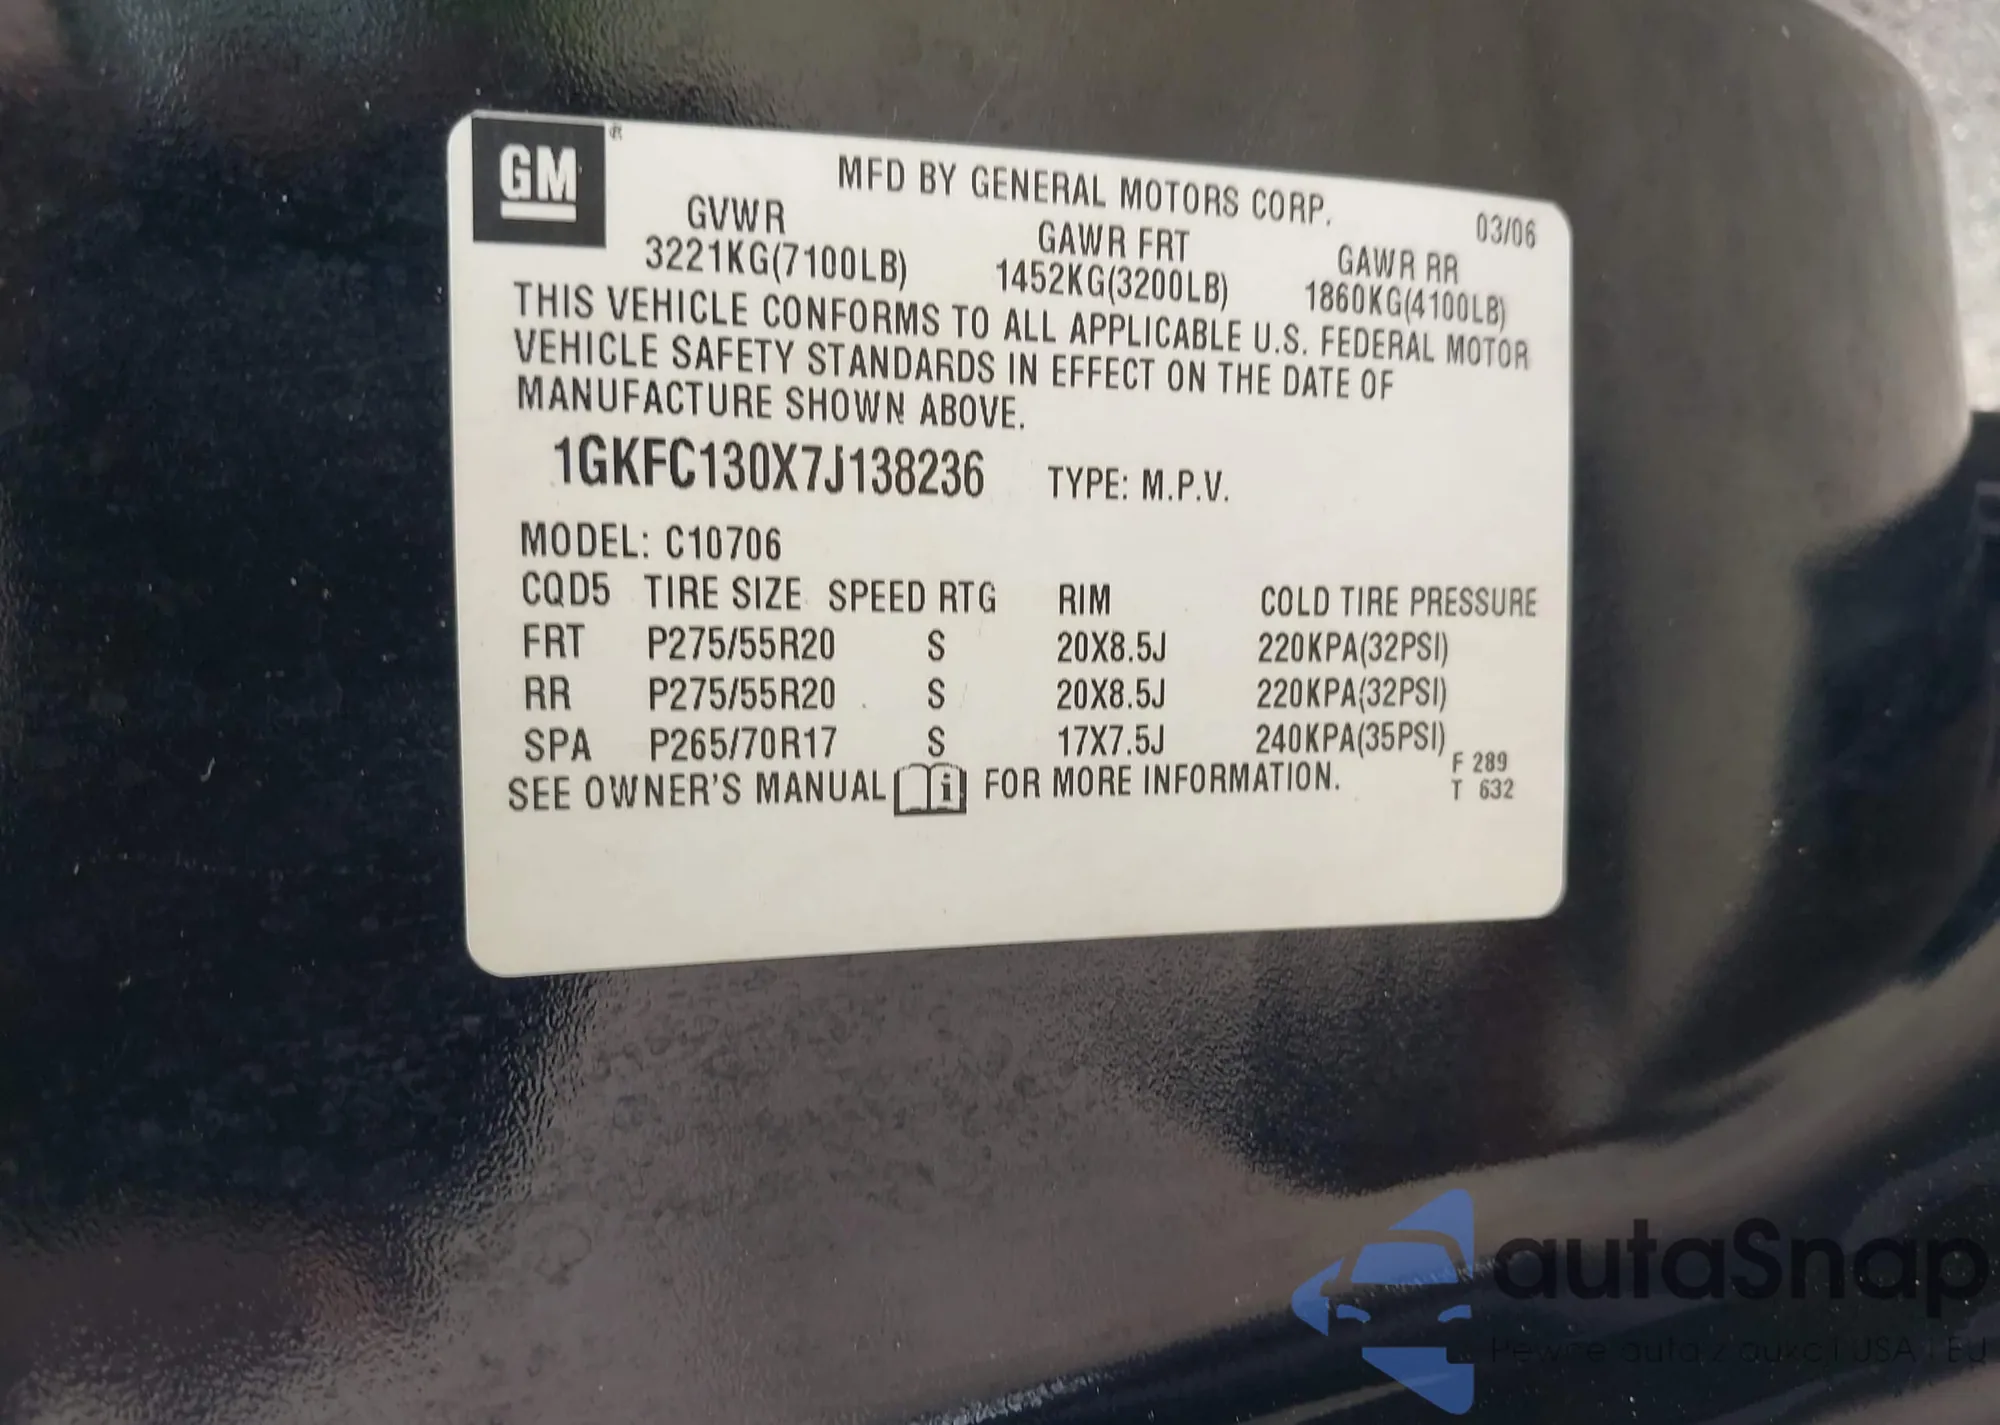 GM ®
MFD BY GENERAL MOTORS CORP.
03/06
GVWR GAWR FRT GAWR RR
3221KG(7100LB) 1452KG(3200LB) 1860KG(4100LB)
THIS VEHICLE CONFORMS TO ALL APPLICABLE U.S. FEDERAL MOTOR
VEHICLE SAFETY STANDARDS IN EFFECT ON THE DATE OF
MANUFACTURE SHOWN ABOVE.
1GKFC130X7J138236 TYPE: M.P.V.
MODEL: C10706
CQD5 TIRE SIZE SPEED RTG RIM COLD TIRE PRESSURE
FRT P275/55R20 S 20X8.5J 220KPA(32PSI)
RR P275/55R20 S 20X8.5J 220KPA(32PSI)
SPA P265/70R17 S 17X7.5J 240KPA(35PSI)
F 289
SEE OWNER'S MANUAL i FOR MORE INFORMATION.
T 632
autaSnap
auta z aukcji USA i EU